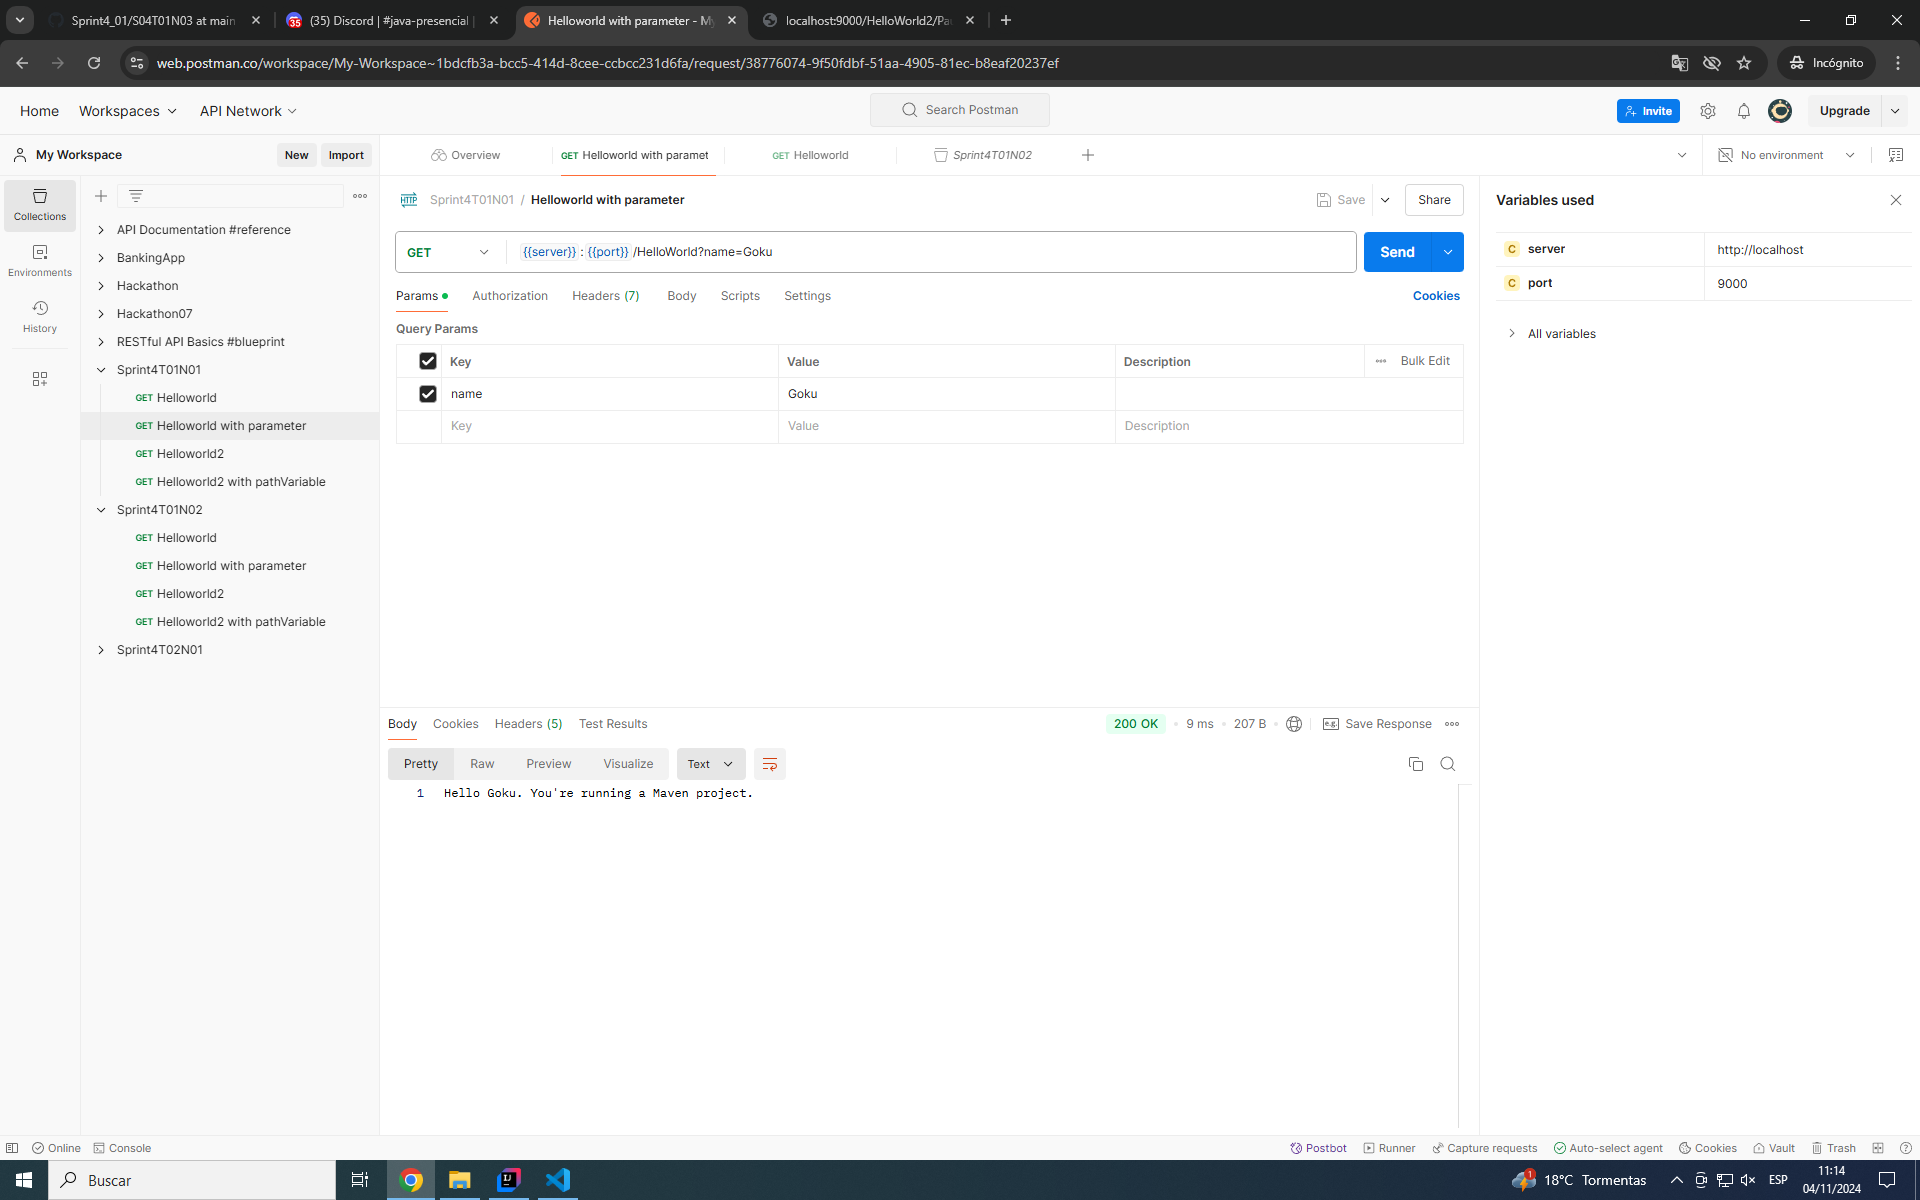 Sprint4_01/S04T01N03 at main
(35) Discord | #java-presencial |
Helloworld with parameter - My
localhost:9000/HelloWorld2/Pau
web.postman.co/workspace/My-Workspace~1bdcfb3a-bcc5-414d-8cee-ccbcc231d6fa/request/38776074-9f50fdbf-51aa-4905-81ec-b8eaf20237ef
Incógnito
Home
Workspaces
API Network
Search Postman
Invite
Upgrade
My Workspace
New
Import
Overview
GET Helloworld with paramet
GET Helloworld
Sprint4T01N02
No environment
Collections
Environments
History
API Documentation #reference
BankingApp
Hackathon
Hackathon07
RESTful API Basics #blueprint
Sprint4T01N01
GET Helloworld
GET Helloworld with parameter
GET Helloworld2
GET Helloworld2 with pathVariable
Sprint4T01N02
GET Helloworld
GET Helloworld with parameter
GET Helloworld2
GET Helloworld2 with pathVariable
Sprint4T02N01
HTTP Sprint4T01N01 / Helloworld with parameter
Save
Share
GET
{{server}} : {{port}} /HelloWorld?name=Goku
Send
Params
Authorization
Headers (7)
Body
Scripts
Settings
Cookies
Query Params
Key
Value
Description
Bulk Edit
name
Goku
Key
Value
Description
Variables used
C server
http://localhost
C port
9000
All variables
Body
Cookies
Headers (5)
Test Results
200 OK
9 ms
207 B
e.g. Save Response
Pretty
Raw
Preview
Visualize
Text
1 Hello Goku. You're running a Maven project.
Online
Console
Postbot
Runner
Capture requests
Auto-select agent
Cookies
Vault
Trash
Buscar
1
18°C Tormentas
ESP
11:14
04/11/2024